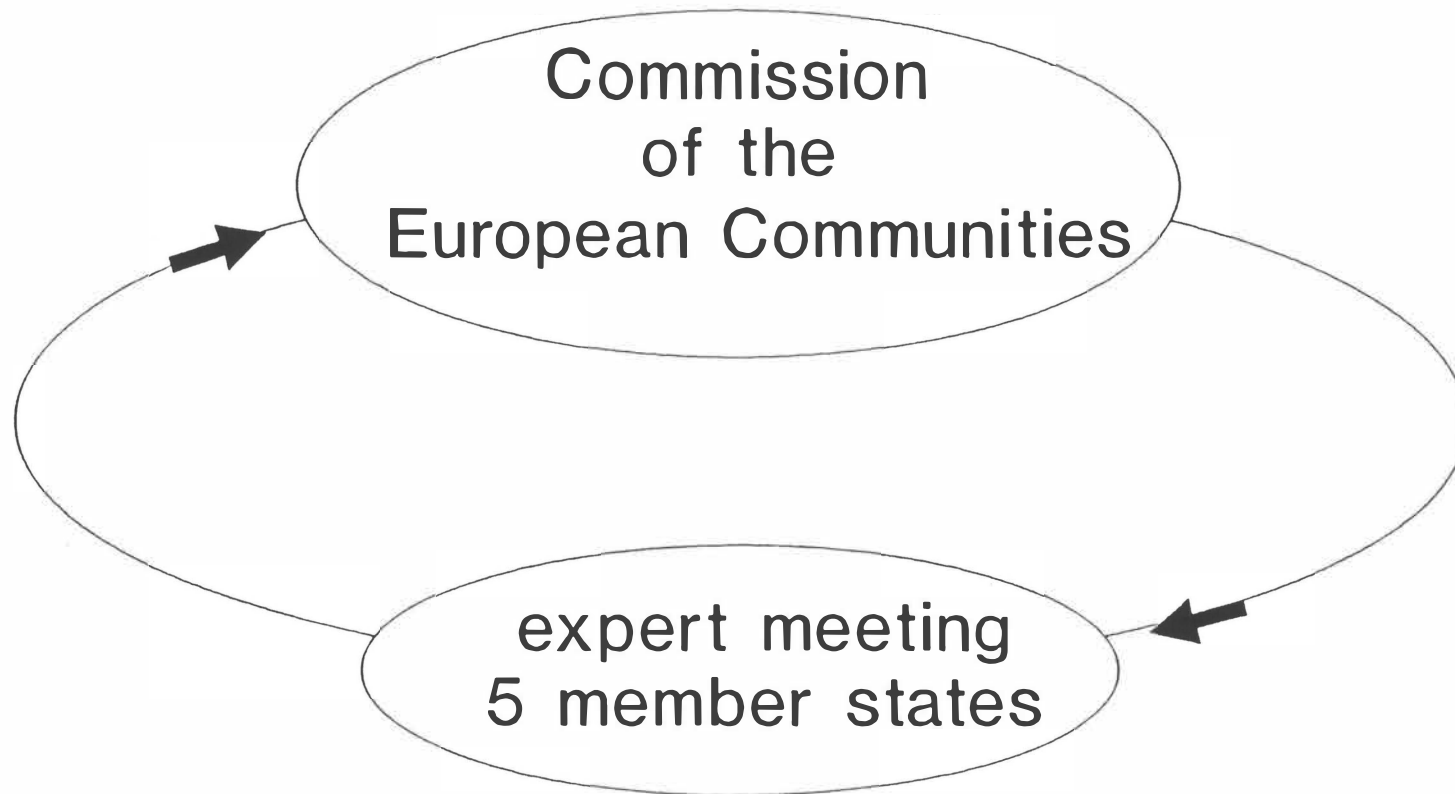 Commission
of the
European Communities
expert meeting
5 member states